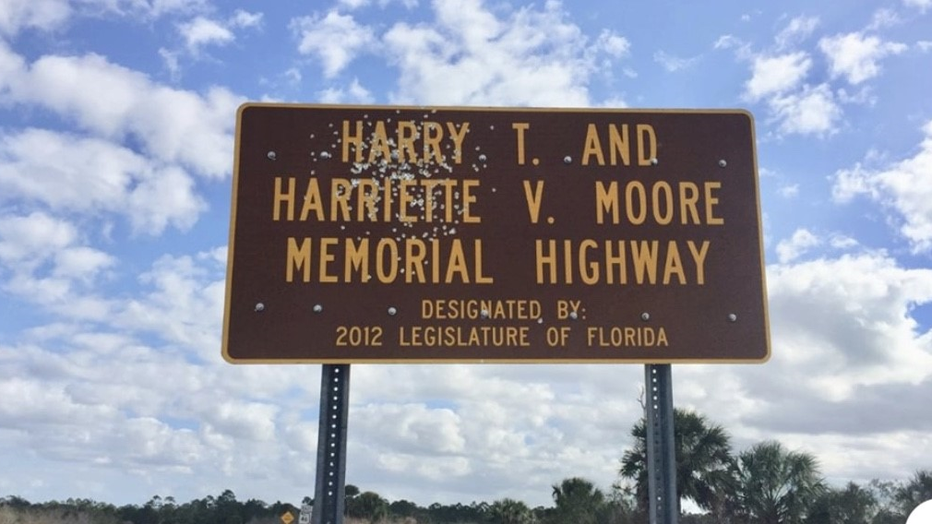 HARRY T. AND
HARRIETTE V. MOORE
MEMORIAL HIGHWAY
DESIGNATED BY:
2012 LEGISLATURE OF FLORIDA